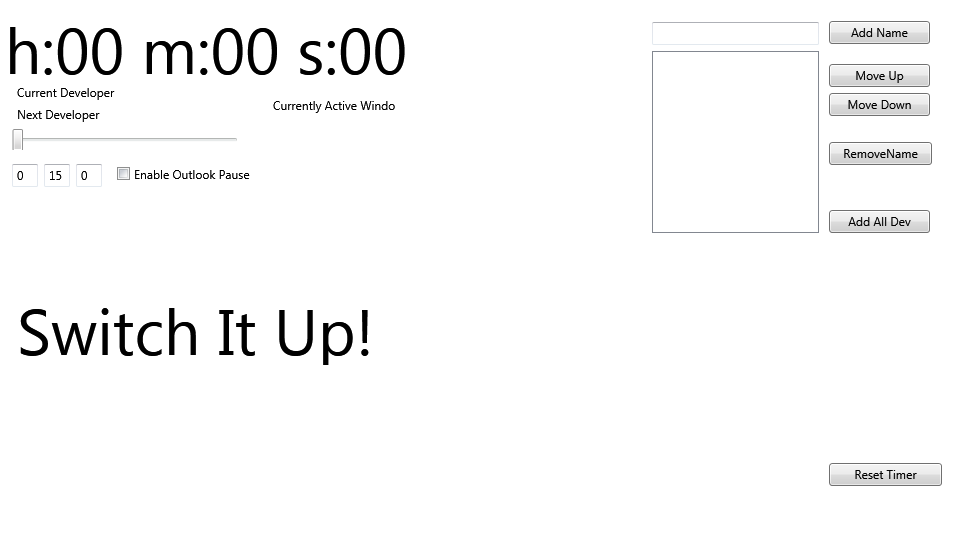 h:00 m:00 s:00
Current Developer
Next Developer
Currently Active Windo
0 15 0 Enable Outlook Pause
Add Name
Move Up
Move Down
RemoveName
Add All Dev
Switch It Up!
Reset Timer